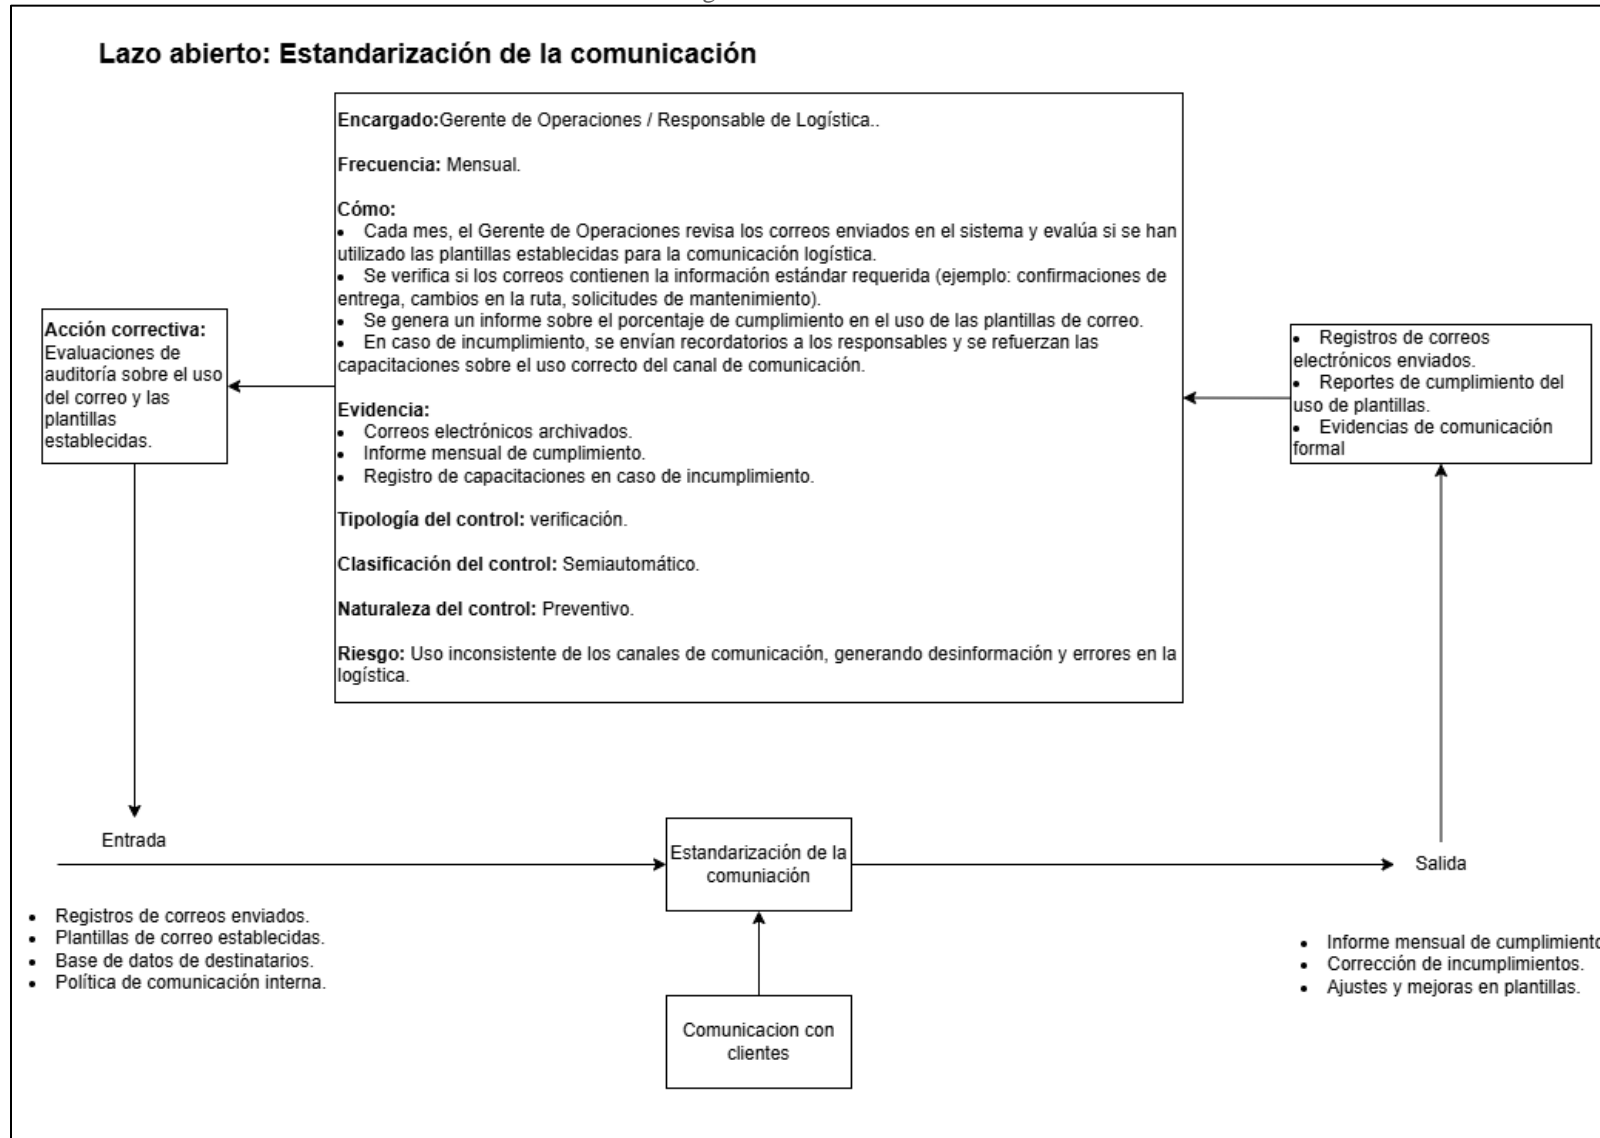 Lazo abierto: Estandarización de la comunicación
Encargado:Gerente de Operaciones / Responsable de Logística..
Frecuencia: Mensual.
Cómo:
• Cada mes, el Gerente de Operaciones revisa los correos enviados en el sistema y evalúa si se han
utilizado las plantillas establecidas para la comunicación logística.
• Se verifica si los correos contienen la información estándar requerida (ejemplo: confirmaciones de
entrega, cambios en la ruta, solicitudes de mantenimiento).
• Se genera un informe sobre el porcentaje de cumplimiento en el uso de las plantillas de correo.
• En caso de incumplimiento, se envían recordatorios a los responsables y se refuerzan las
capacitaciones sobre el uso correcto del canal de comunicación.
Evidencia:
• Correos electrónicos archivados.
• Informe mensual de cumplimiento.
• Registro de capacitaciones en caso de incumplimiento.
Tipología del control: verificación.
Clasificación del control: Semiautomático.
Naturaleza del control: Preventivo.
Riesgo: Uso inconsistente de los canales de comunicación, generando desinformación y errores en la
logística.
Acción correctiva:
Evaluaciones de
auditoría sobre el uso
del correo y las
plantillas
establecidas.
• Registros de correos
electrónicos enviados.
• Reportes de cumplimiento del
uso de plantillas.
• Evidencias de comunicación
formal
Entrada
Estandarización de la
comuniación
Salida
• Registros de correos enviados.
• Plantillas de correo establecidas.
• Base de datos de destinatarios.
• Política de comunicación interna.
• Informe mensual de cumplimiento
• Corrección de incumplimientos.
• Ajustes y mejoras en plantillas.
Comunicacion con
clientes